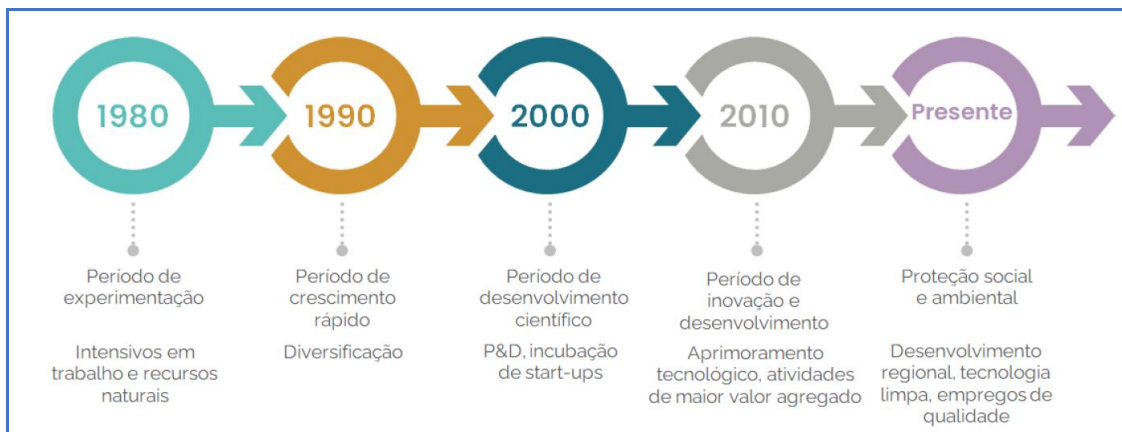 1980
1990
2000
2010
Presente
Período de
experimentação
Intensivos em
trabalho e recursos
naturais
Período de
crescimento
rápido
Diversificação
Período de
desenvolvimento
científico
P&D, incubação
de start-ups
Período de
inovação e
desenvolvimento
Aprimoramento
tecnológico, atividades
de maior valor agregado
Proteção social
e ambiental
Desenvolvimento
regional, tecnologia
limpa, empregos de
qualidade